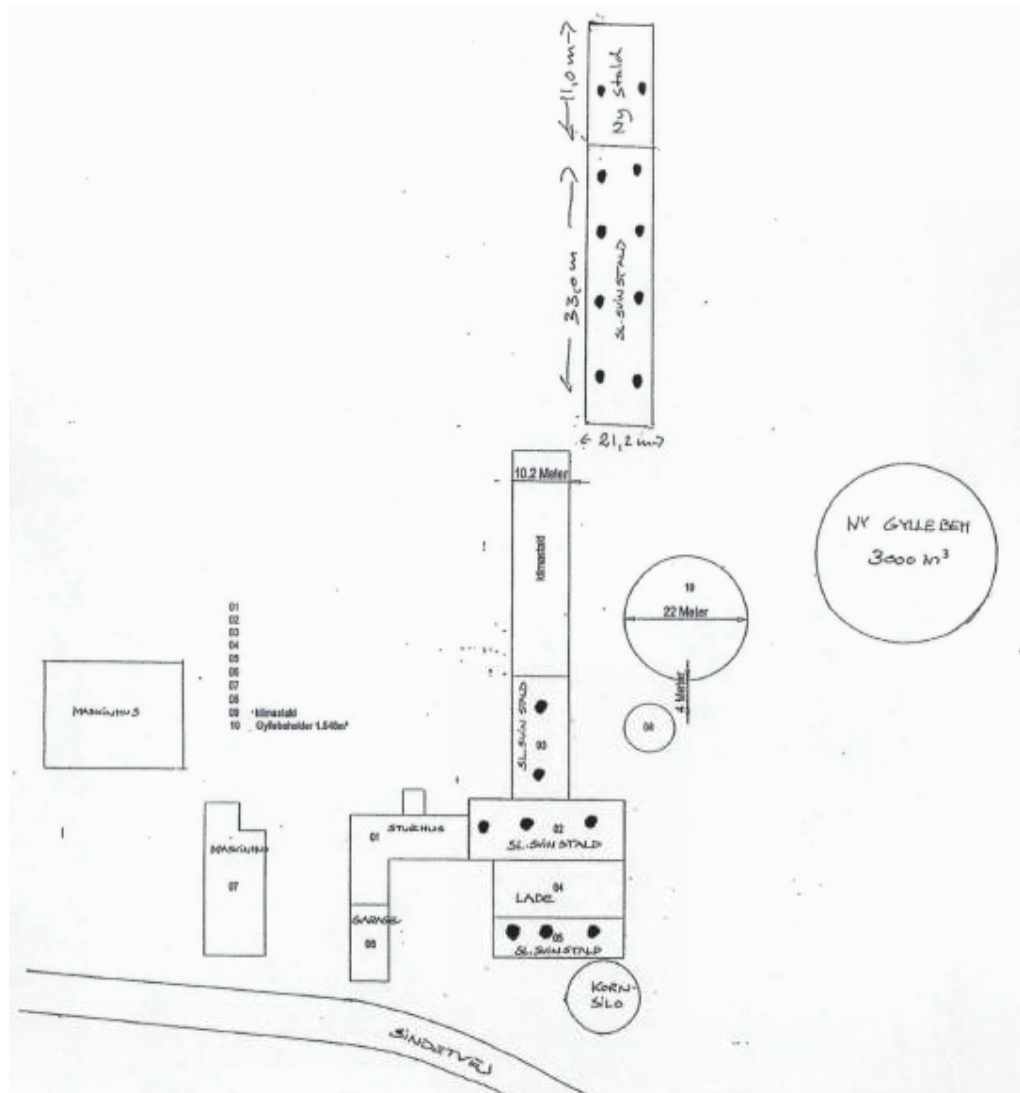 ← 11,0 m →
Ny stald
← 33,0 m →
SL. SVIN STALD
← 21,2 m →
10.2 Meter
klimastald
NY GYLLEBEH
3000 m³
10
22 Meter
4 Meter
01
02
03
04
05
06
07
08
09 klimastald
10 Gyllebeholder 1.546m³
MASKINHUS
SL. SVIN STALD
03
01
STUEHUS
02
SL. SVIN STALD
MASKINHUS
07
04
LADE
GARAGE
05
SL. SVIN STALD
KORN-
SILO
SINDETVEJ